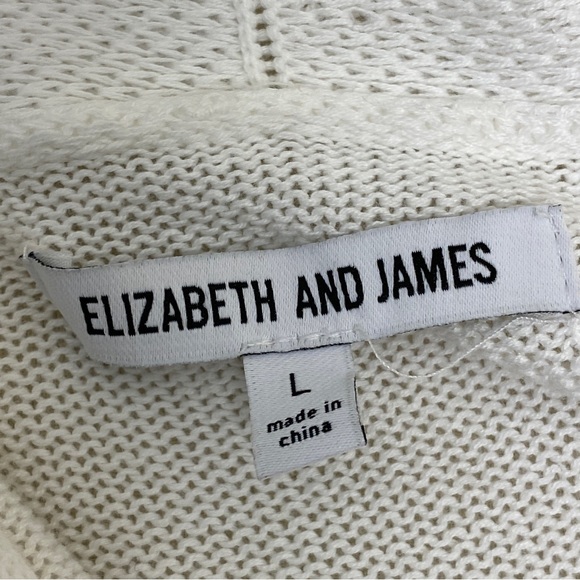 ELIZABETH AND JAMES
L
made in
china